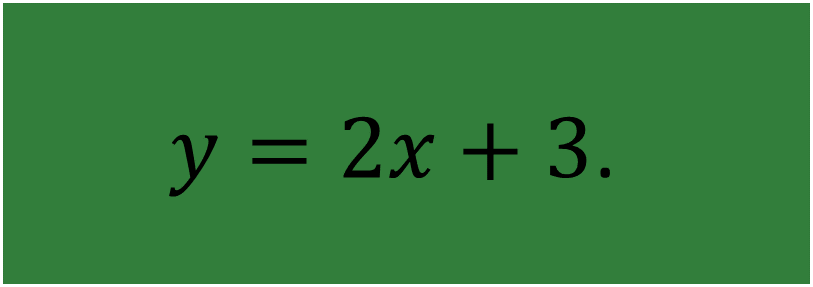 y = 2x + 3.